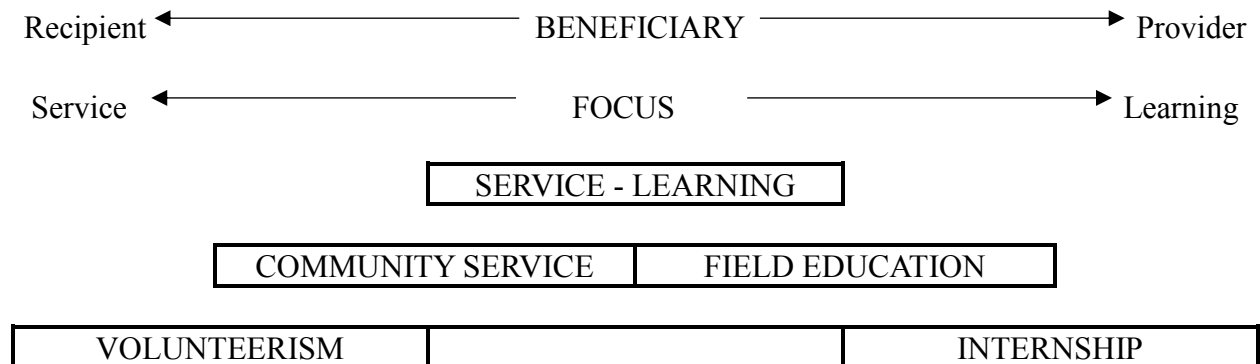 Recipient BENEFICIARY Provider
Service FOCUS Learning
SERVICE - LEARNING
COMMUNITY SERVICE FIELD EDUCATION
VOLUNTEERISM INTERNSHIP